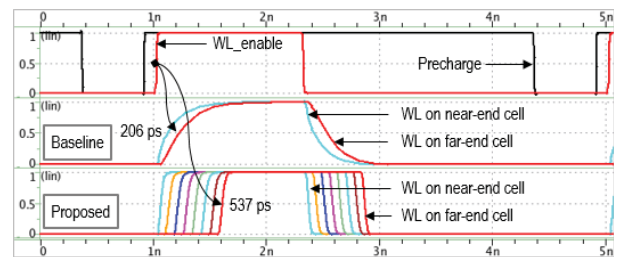 1 (lin)
WL_enable
0.5
Precharge
0
0 1n 2n 3n 4n 5n
1 (lin)
WL on near-end cell
0.5
206 ps
Baseline
WL on far-end cell
0
1 (lin)
WL on near-end cell
0.5
Proposed
537 ps
WL on far-end cell
0
0 1n 2n 3n 4n 5n